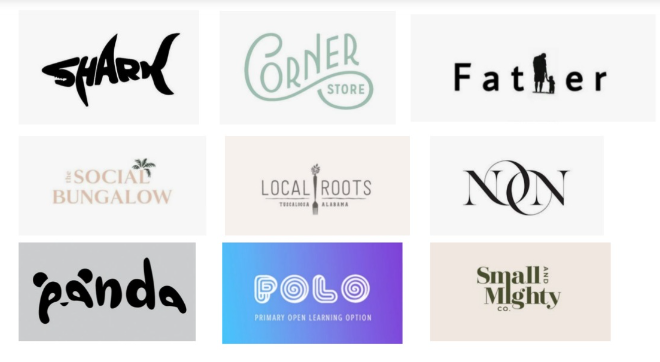 SHARK
CORNER
STORE
Father
the SOCIAL
BUNGALOW
LOCAL ROOTS
TUSCALOOSA ALABAMA
NOON
panda
POLO
PRIMARY OPEN LEARNING OPTION
Small AND
Mighty
CO.